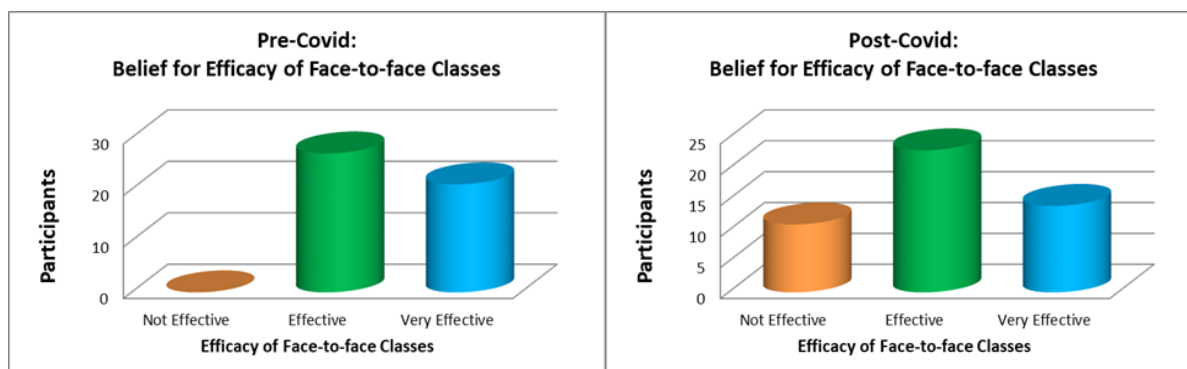 Pre-Covid:
Belief for Efficacy of Face-to-face Classes
30
20
10
0
Participants
Not Effective Effective Very Effective
Efficacy of Face-to-face Classes
Post-Covid:
Belief for Efficacy of Face-to-face Classes
25
20
15
10
5
0
Participants
Not Effective Effective Very Effective
Efficacy of Face-to-face Classes